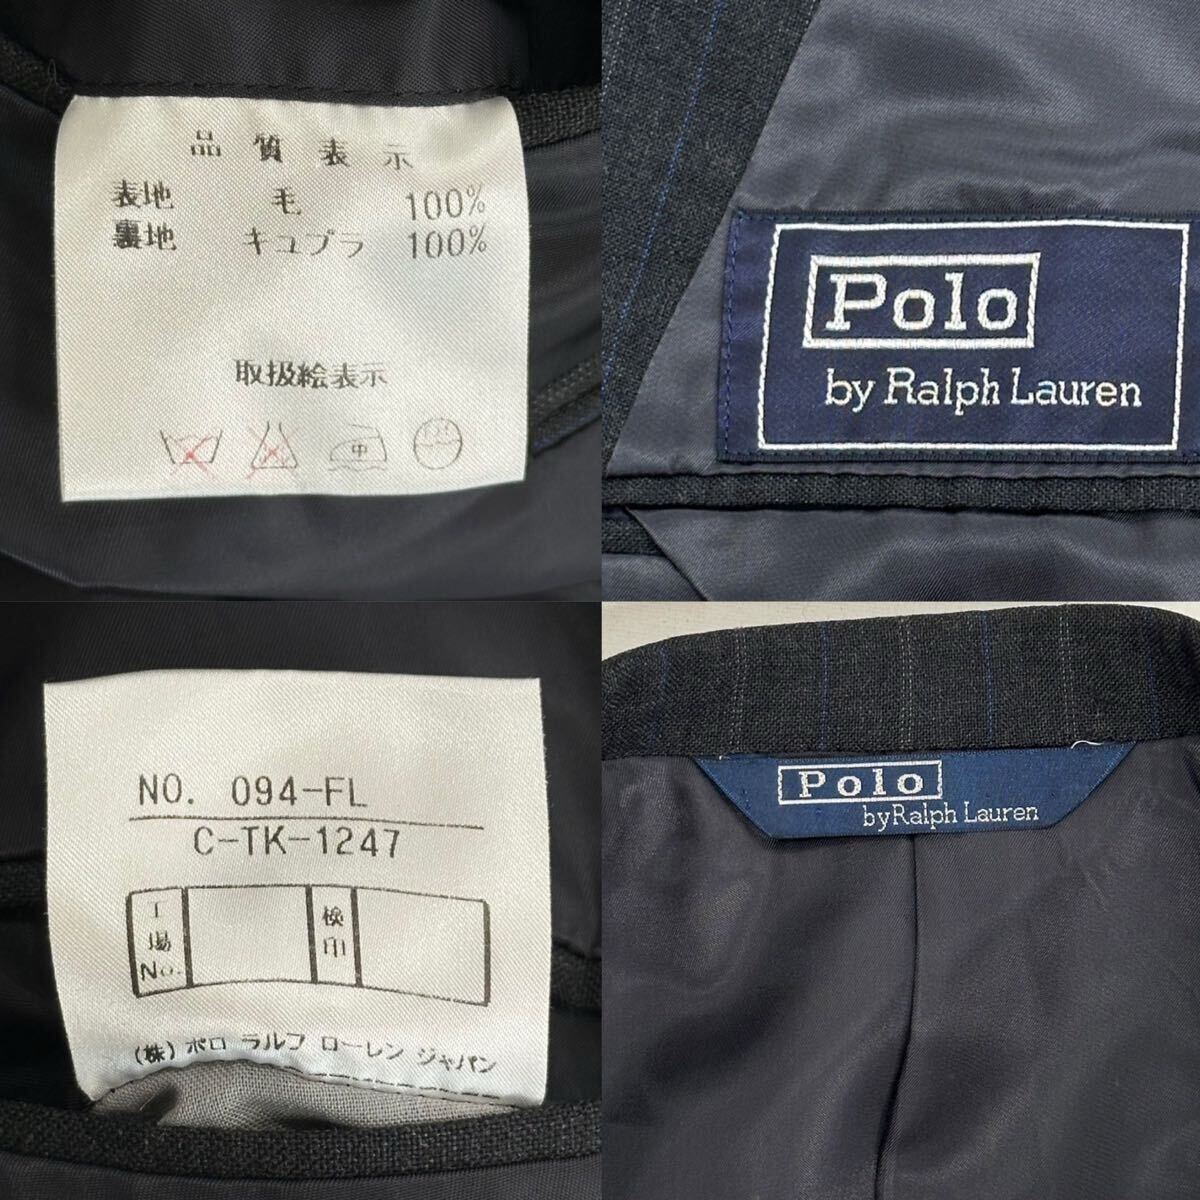 品質表示
表地 毛 100%
裏地 キュプラ 100%
取扱絵表示
中
Polo
by Ralph Lauren
NO. 094-FL
C-TK-1247
工場No. 検印
(株) ポロ ラルフ ローレン ジャパン
Polo
by Ralph Lauren